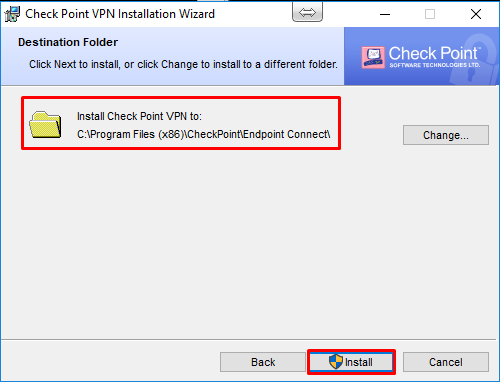 Check Point VPN Installation Wizard
Destination Folder
Click Next to install, or click Change to install to a different folder.
Check Point
SOFTWARE TECHNOLOGIES LTD.
Install Check Point VPN to:
C:\Program Files (x86)\CheckPoint\Endpoint Connect\
Change...
Back
Install
Cancel